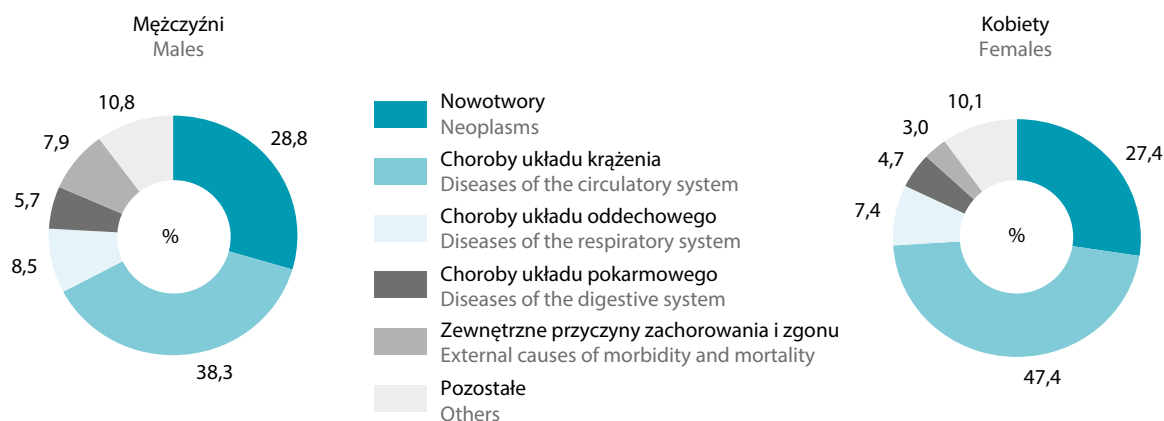 Mężczyźni
Males
10,8
28,8
7,9
5,7
8,5
38,3
%
Nowotwory
Neoplasms
Choroby układu krążenia
Diseases of the circulatory system
Choroby układu oddechowego
Diseases of the respiratory system
Choroby układu pokarmowego
Diseases of the digestive system
Zewnętrzne przyczyny zachorowania i zgonu
External causes of morbidity and mortality
Pozostałe
Others
Kobiety
Females
10,1
3,0
27,4
4,7
7,4
%
47,4